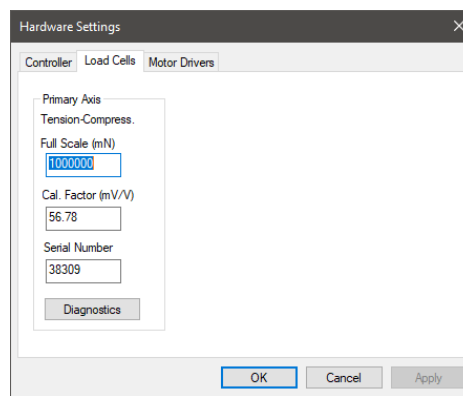 Hardware Settings
Controller Load Cells Motor Drivers
Primary Axis
Tension-Compress.
Full Scale (mN)
1000000
Cal. Factor (mV/V)
56.78
Serial Number
38309
Diagnostics
OK Cancel Apply